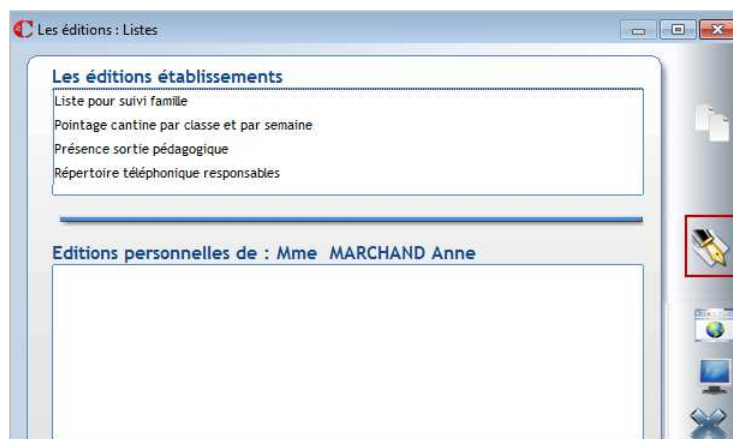 Les éditions : Listes
Les éditions établissements
Liste pour suivi famille
Pointage cantine par classe et par semaine
Présence sortie pédagogique
Répertoire téléphonique responsables
Editions personnelles de : Mme MARCHAND Anne